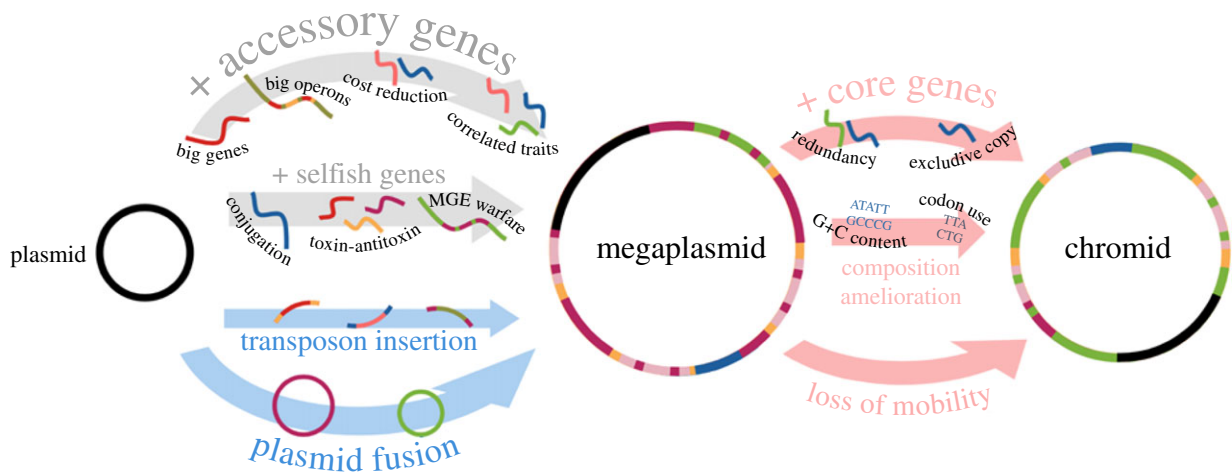 + accessory genes
big genes
big operons
cost reduction
correlated traits
+ selfish genes
conjugation
toxin-antitoxin
MGE warfare
plasmid
transposon insertion
plasmid fusion
megaplasmid
+ core genes
redundancy
excludive copy
ATATT
GCCCG
G+C content
codon use
TTA
CTG
composition
amelioration
loss of mobility
chromid